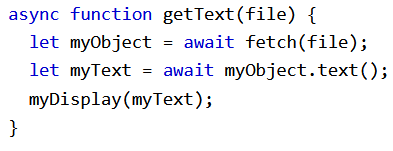 async function getText(file) {
  let myObject = await fetch(file);
  let myText = await myObject.text();
  myDisplay(myText);
}